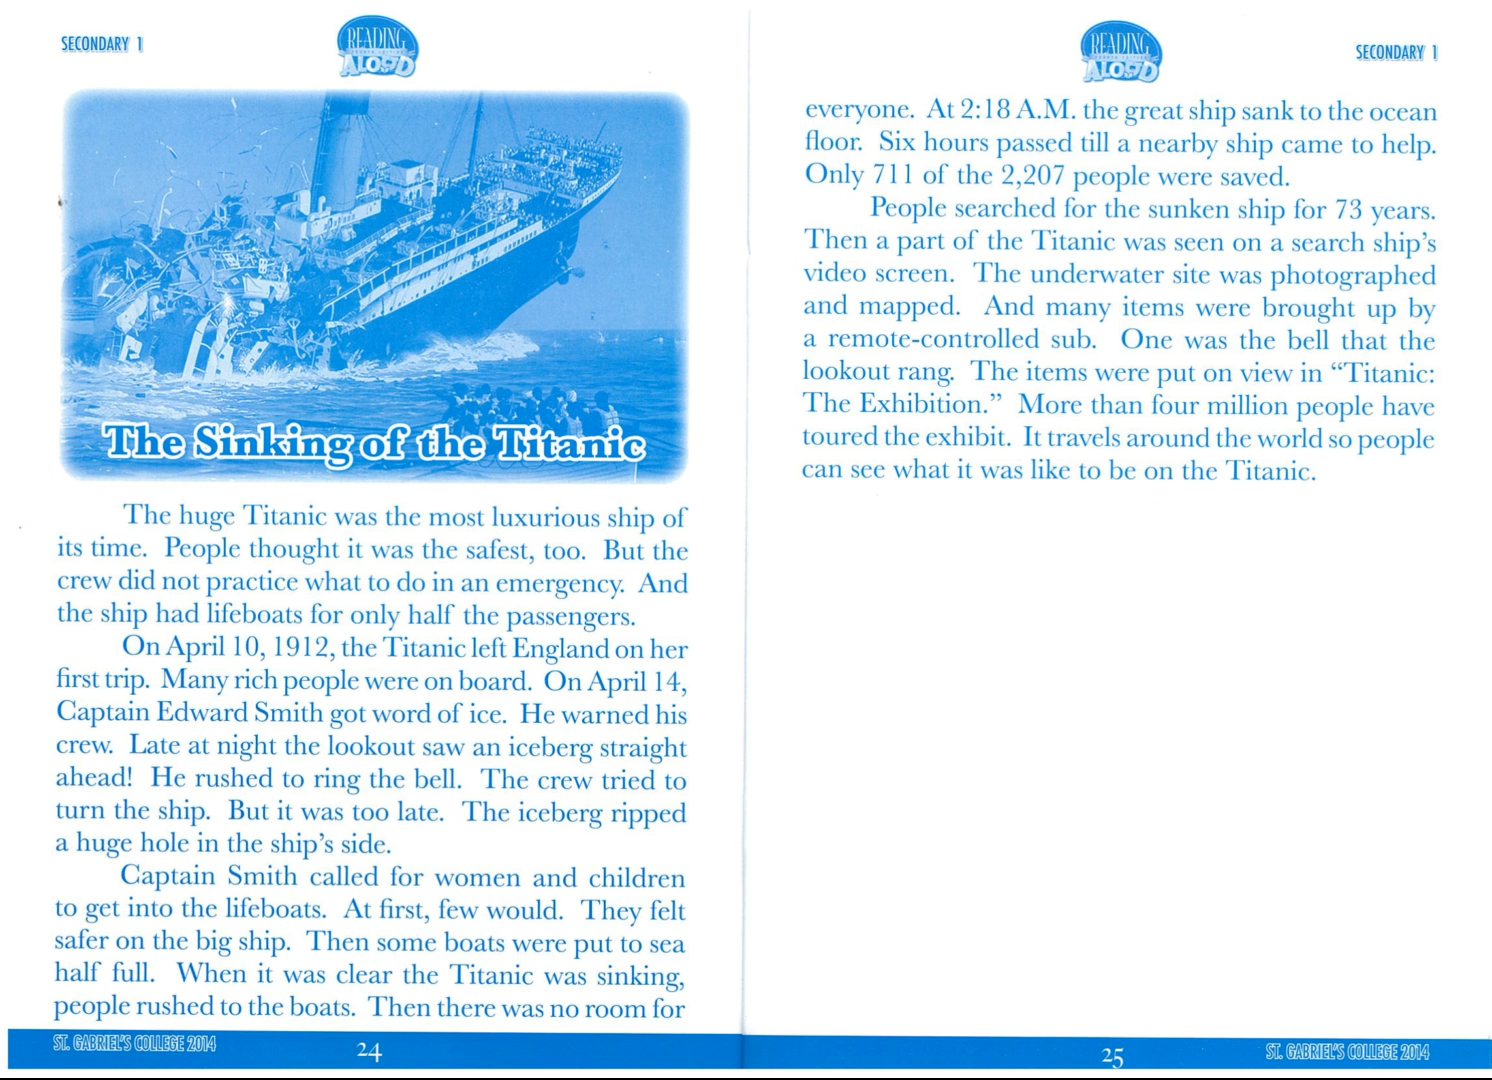 SECONDARY 1
READING
ALOUD
The Sinking of the Titanic
The huge Titanic was the most luxurious ship of
its time. People thought it was the safest, too. But the
crew did not practice what to do in an emergency. And
the ship had lifeboats for only half the passengers.
On April 10, 1912, the Titanic left England on her
first trip. Many rich people were on board. On April 14,
Captain Edward Smith got word of ice. He warned his
crew. Late at night the lookout saw an iceberg straight
ahead! He rushed to ring the bell. The crew tried to
turn the ship. But it was too late. The iceberg ripped
a huge hole in the ship’s side.
Captain Smith called for women and children
to get into the lifeboats. At first, few would. They felt
safer on the big ship. Then some boats were put to sea
half full. When it was clear the Titanic was sinking,
people rushed to the boats. Then there was no room for
ST. GABRIEL'S COLLEGE 2014
24
READING
ALOUD
SECONDARY 1
everyone. At 2:18 A.M. the great ship sank to the ocean
floor. Six hours passed till a nearby ship came to help.
Only 711 of the 2,207 people were saved.
People searched for the sunken ship for 73 years.
Then a part of the Titanic was seen on a search ship’s
video screen. The underwater site was photographed
and mapped. And many items were brought up by
a remote-controlled sub. One was the bell that the
lookout rang. The items were put on view in “Titanic:
The Exhibition.” More than four million people have
toured the exhibit. It travels around the world so people
can see what it was like to be on the Titanic.
25
ST. GABRIEL'S COLLEGE 2014